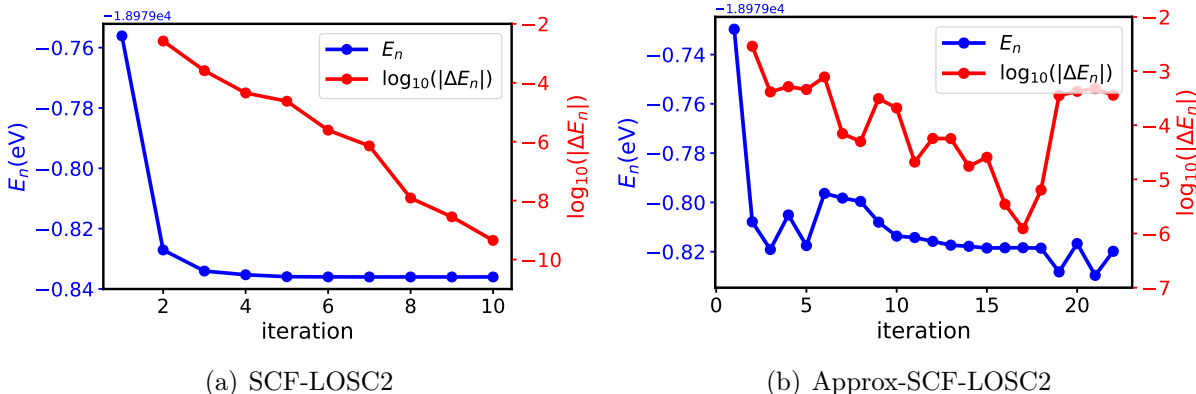 −1.8979e4
−0.76
−0.78
−0.80
−0.82
−0.84
E_n(eV)
2
4
6
8
10
iteration
−2
−4
−6
−8
−10
log₁₀(|ΔE_n|)
E_n
log₁₀(|ΔE_n|)
(a) SCF-LOSC2
−1.8979e4
−0.74
−0.76
−0.78
−0.80
−0.82
E_n(eV)
0
5
10
15
20
iteration
−2
−3
−4
−5
−6
−7
log₁₀(|ΔE_n|)
E_n
log₁₀(|ΔE_n|)
(b) Approx-SCF-LOSC2